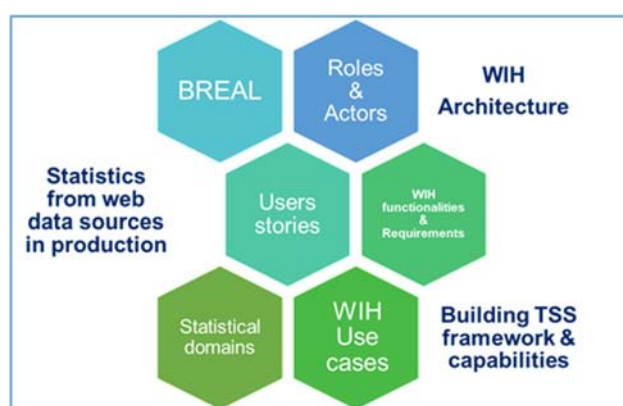 BREAL
Roles
&
Actors
WIH
Architecture
Statistics
from web
data sources
in production
Users
stories
WIH
functionalities
&
Requirements
Statistical
domains
WIH
Use
cases
Building TSS
framework &
capabilities